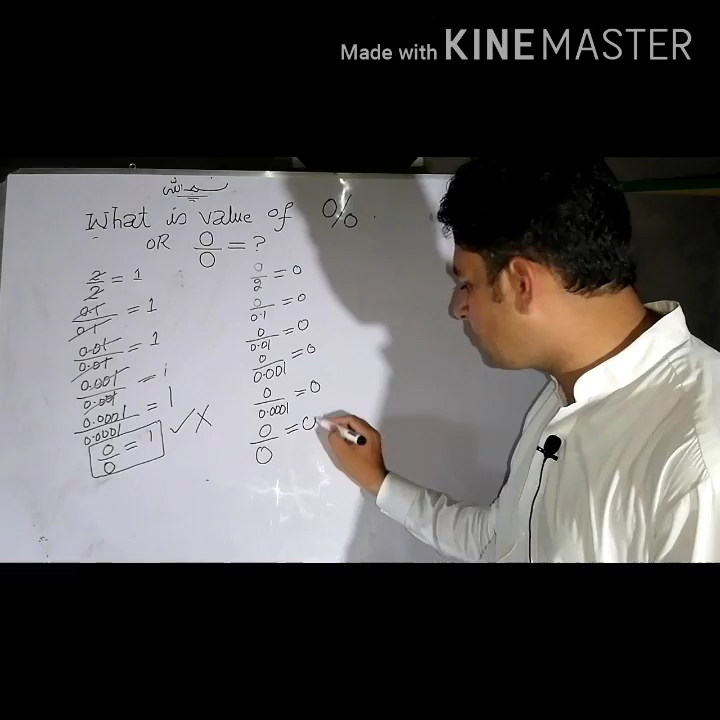 Made with KINEMASTER
What is value of 0/0
OR 0/0 = ?
2/2 = 1
0.1/0.1 = 1
0.01/0.01 = 1
0.001/0.001 = 1
0.0001/0.0001 = 1
0/0 = 1 ✓ X
0/2 = 0
0/0.1 = 0
0/0.01 = 0
0/0.001 = 0
0/0.0001 = 0
0/0 = 0